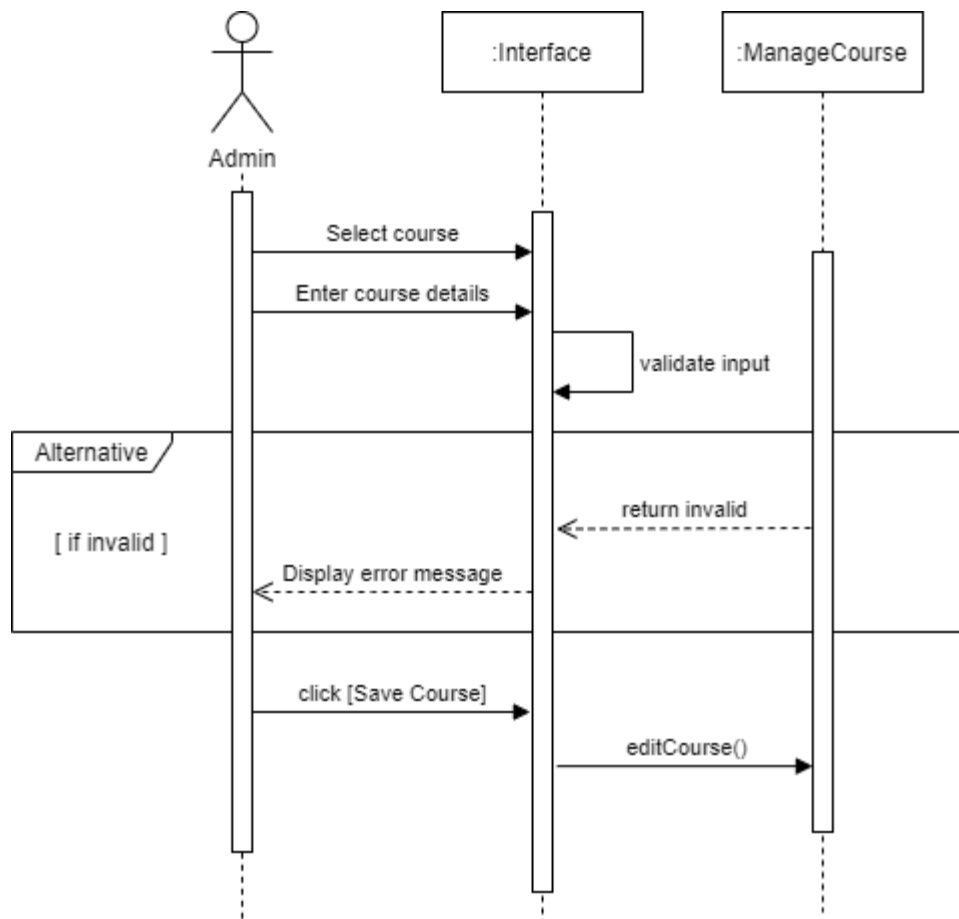 :Interface
:ManageCourse
Admin
Select course
Enter course details
validate input
Alternative
return invalid
[ if invalid ]
Display error message
click [Save Course]
editCourse()